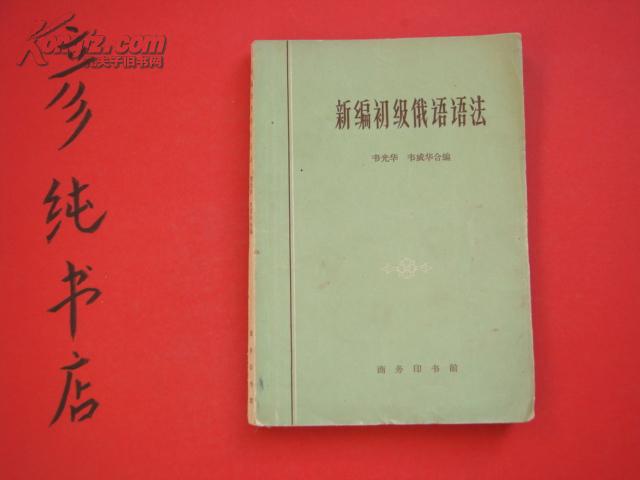 Kongfz.com
孔夫子旧书网
彦纯书店
新编初级俄语语法
韦光华 韦威华合编
商务印书馆